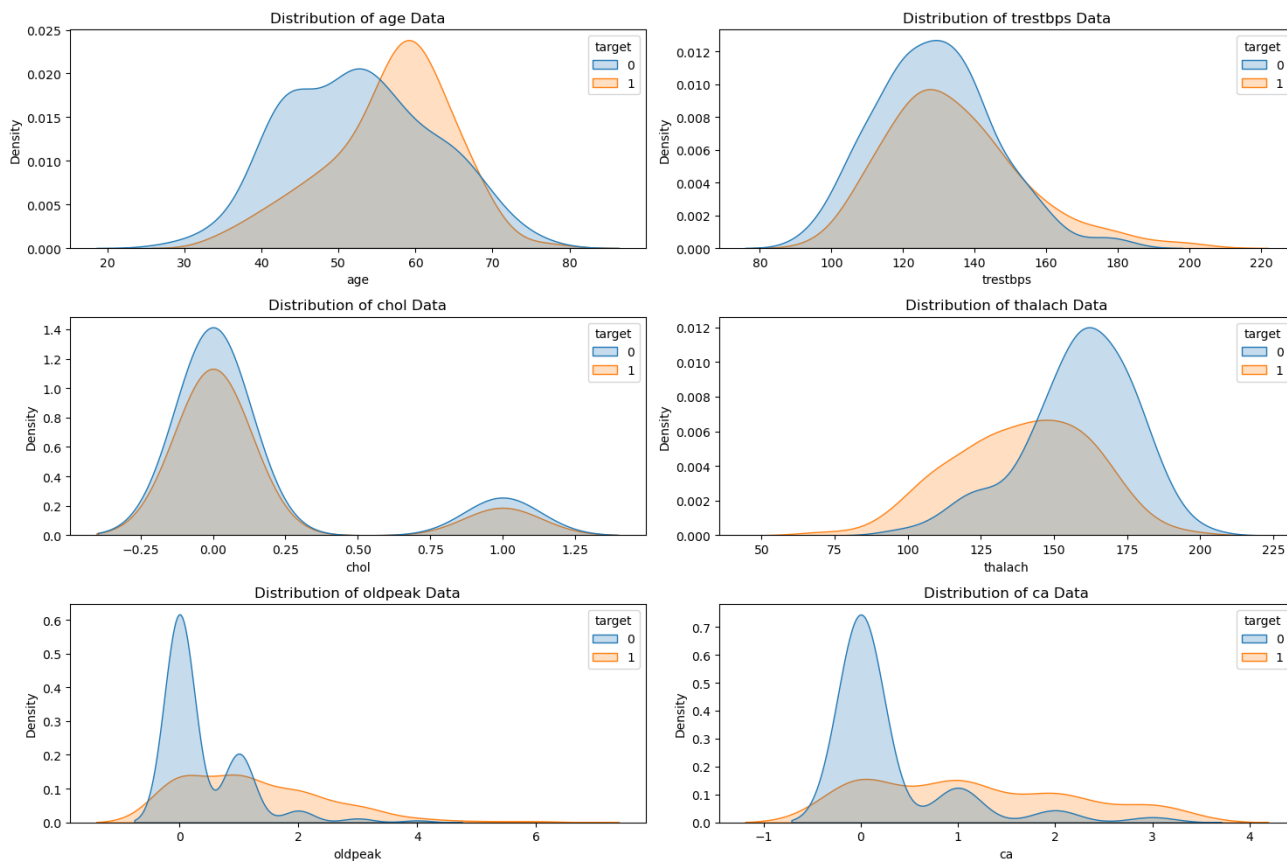 Distribution of age Data
Density
0.025
0.020
0.015
0.010
0.005
0.000
target
0
1
20 30 40 50 60 70 80
age
Distribution of trestbps Data
Density
0.012
0.010
0.008
0.006
0.004
0.002
0.000
target
0
1
80 100 120 140 160 180 200 220
trestbps
Distribution of chol Data
Density
1.4
1.2
1.0
0.8
0.6
0.4
0.2
0.0
target
0
1
−0.25 0.00 0.25 0.50 0.75 1.00 1.25
chol
Distribution of thalach Data
Density
0.012
0.010
0.008
0.006
0.004
0.002
0.000
target
0
1
50 75 100 125 150 175 200 225
thalach
Distribution of oldpeak Data
Density
0.6
0.5
0.4
0.3
0.2
0.1
0.0
target
0
1
0 2 4 6
oldpeak
Distribution of ca Data
Density
0.7
0.6
0.5
0.4
0.3
0.2
0.1
0.0
target
0
1
−1 0 1 2 3 4
ca